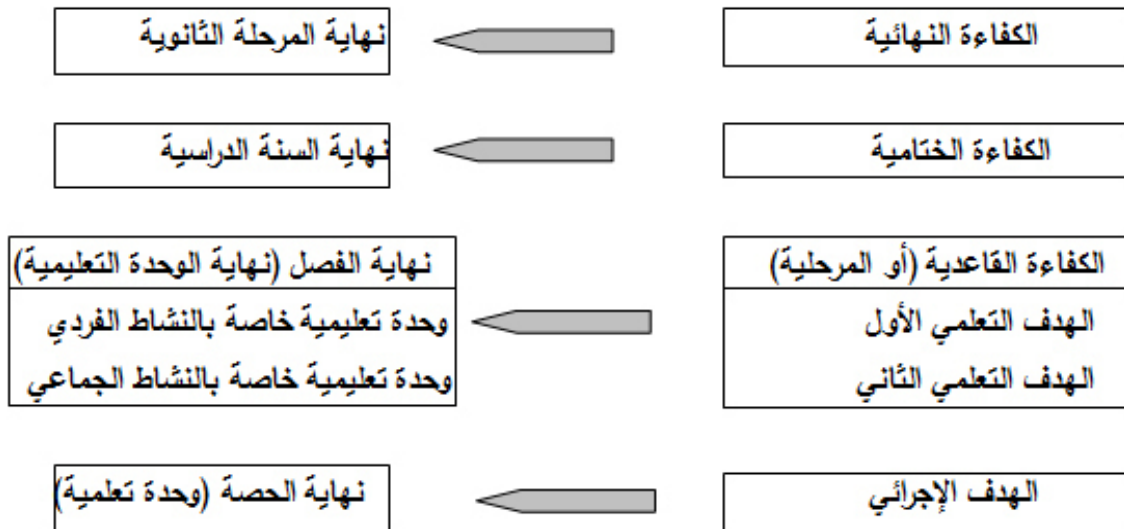 الكفاءة النهائية
نهاية المرحلة الثانوية
الكفاءة الختامية
نهاية السنة الدراسية
الكفاءة القاعدية (أو المرحلية)
نهاية الفصل (نهاية الوحدة التعليمية)
الهدف التعلمي الأول
وحدة تعليمية خاصة بالنشاط الفردي
الهدف التعلمي الثاني
وحدة تعليمية خاصة بالنشاط الجماعي
الهدف الإجرائي
نهاية الحصة (وحدة تعلمية)